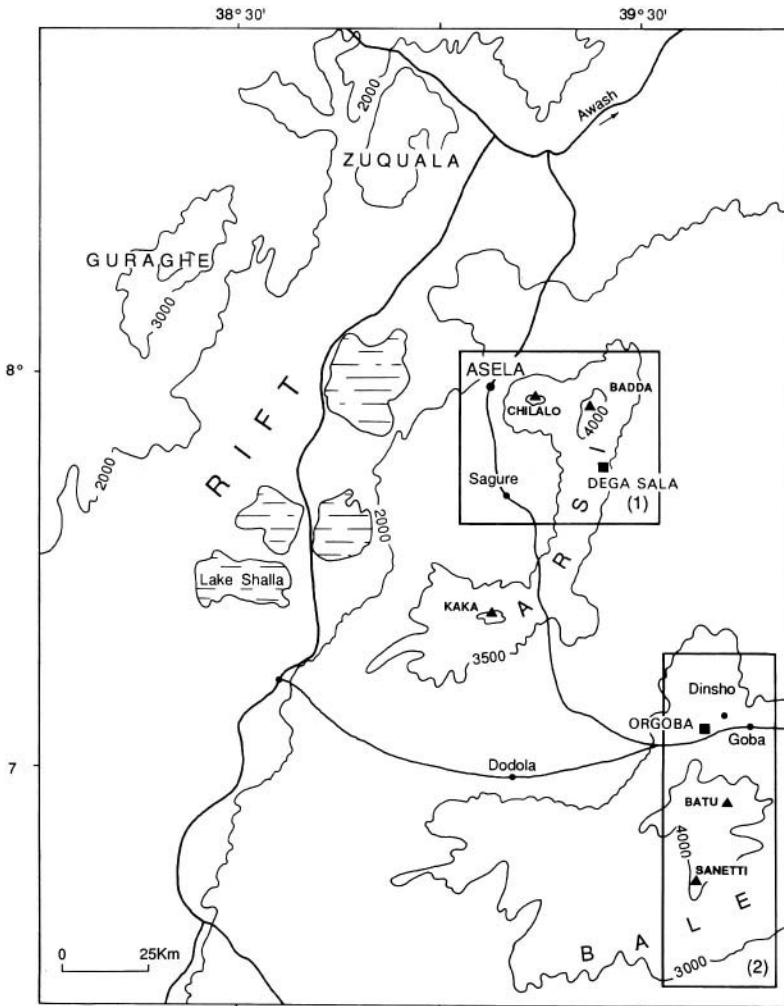 38°30' 39°30'
2000
Awash
ZUQUALA
GURAGHE
3000
8°
ASELA
BADDA
CHILALO
4000
RIFT
2000
Sagure
DEGA SALA
(1)
2000
Lake Shalla
ARSI
KAKA
3500
Dinsho
ORGOBA
Goba
7
Dodola
BATU
4000
SANETTI
BALE
0 25Km
3000
(2)